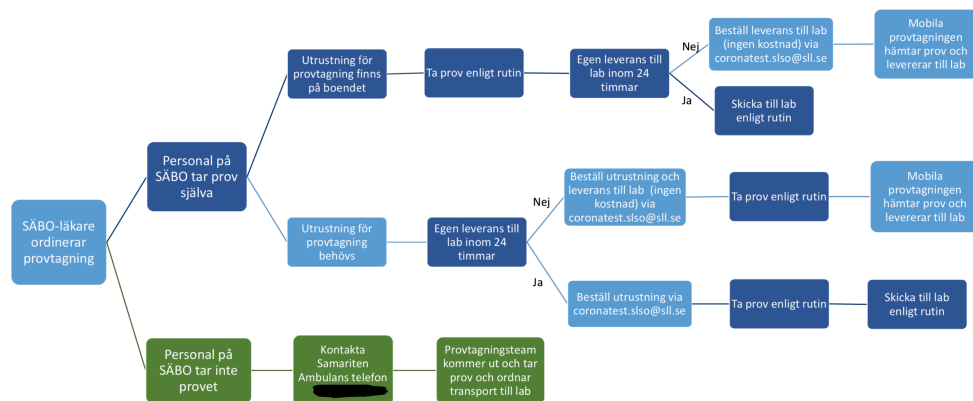 SÄBO-läkare
ordinerar
provtagning
Personal på
SÄBO tar prov
själva
Utrustning för
provtagning finns
på boendet
Ta prov enligt rutin
Egen leverans till
lab inom 24
timmar
Nej
Beställ leverans till lab
(ingen kostnad) via
coronatest.slso@sll.se
Mobila
provtagningen
hämtar prov och
levererar till lab
Ja
Skicka till lab
enligt rutin
Utrustning för
provtagning
behövs
Egen leverans till
lab inom 24
timmar
Nej
Beställ utrustning och
leverans till lab (ingen
kostnad) via
coronatest.slso@sll.se
Ta prov enligt rutin
Mobila
provtagningen
hämtar prov och
levererar till lab
Ja
Beställ utrustning via
coronatest.slso@sll.se
Ta prov enligt rutin
Skicka till lab
enligt rutin
Personal på
SÄBO tar inte
provet
Kontakta
Samariten
Ambulans telefon
Provtagningsteam
kommer ut och tar
prov och ordnar
transport till lab